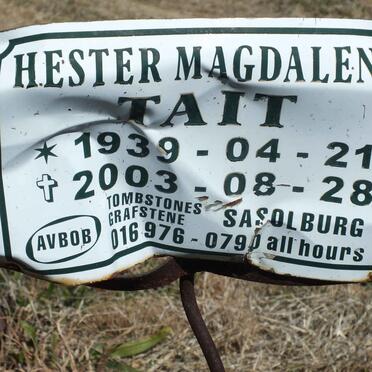 HESTER MAGDALEN
TAIT
* 1939 - 04 - 21
✝ 2003 - 08 - 28
TOMBSTONES
GRAFSTENE SASOLBURG
AVBOB 016 976 - 0790 all hours